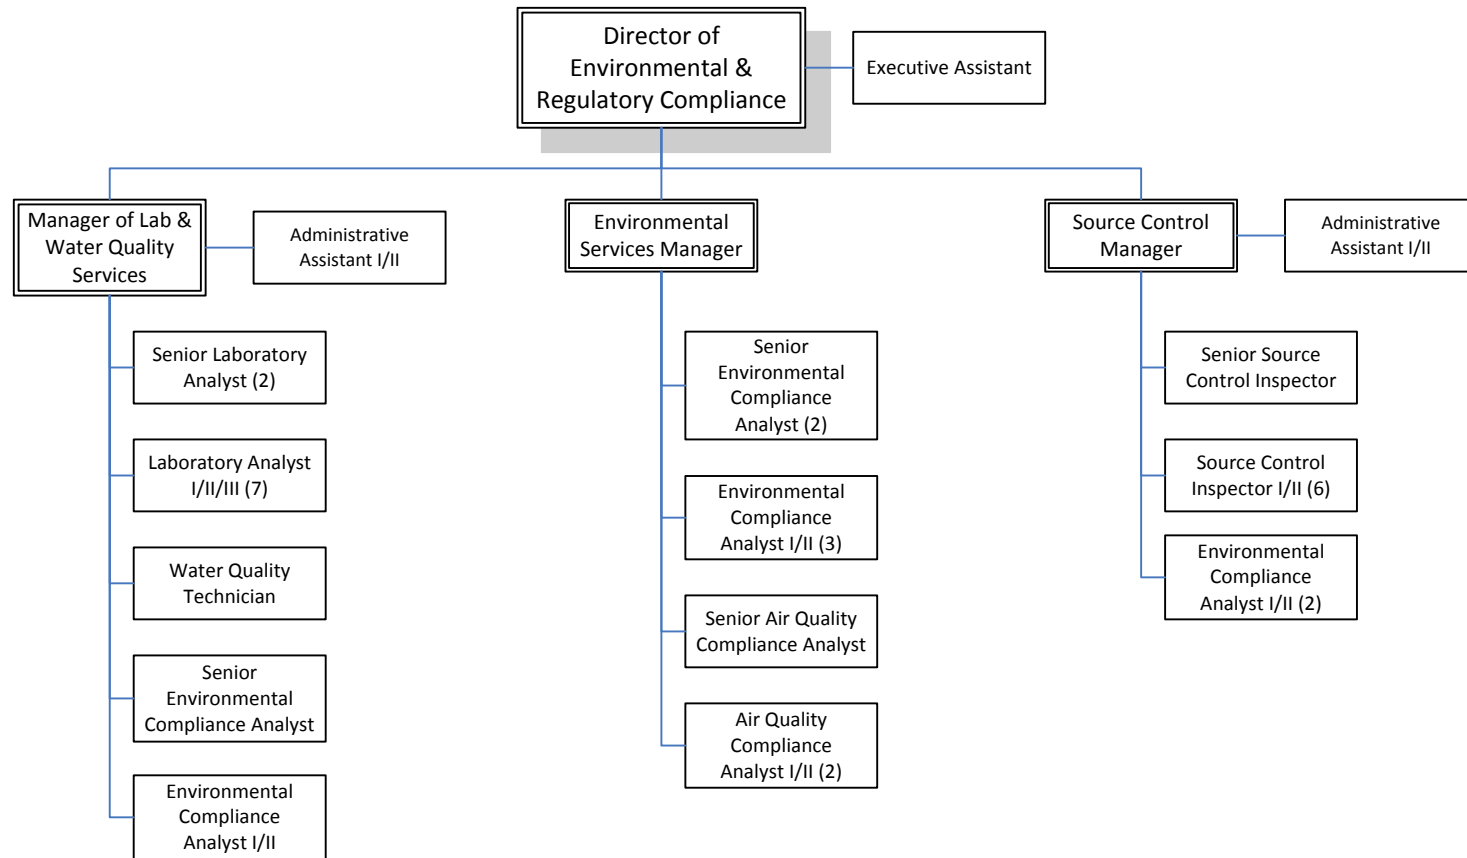 Director of
Environmental &
Regulatory Compliance
Executive Assistant
Manager of Lab &
Water Quality
Services
Administrative
Assistant I/II
Environmental
Services Manager
Source Control
Manager
Administrative
Assistant I/II
Senior Laboratory
Analyst (2)
Laboratory Analyst
I/II/III (7)
Water Quality
Technician
Senior
Environmental
Compliance Analyst
Environmental
Compliance
Analyst I/II
Senior
Environmental
Compliance
Analyst (2)
Environmental
Compliance
Analyst I/II (3)
Senior Air Quality
Compliance Analyst
Air Quality
Compliance
Analyst I/II (2)
Senior Source
Control Inspector
Source Control
Inspector I/II (6)
Environmental
Compliance
Analyst I/II (2)